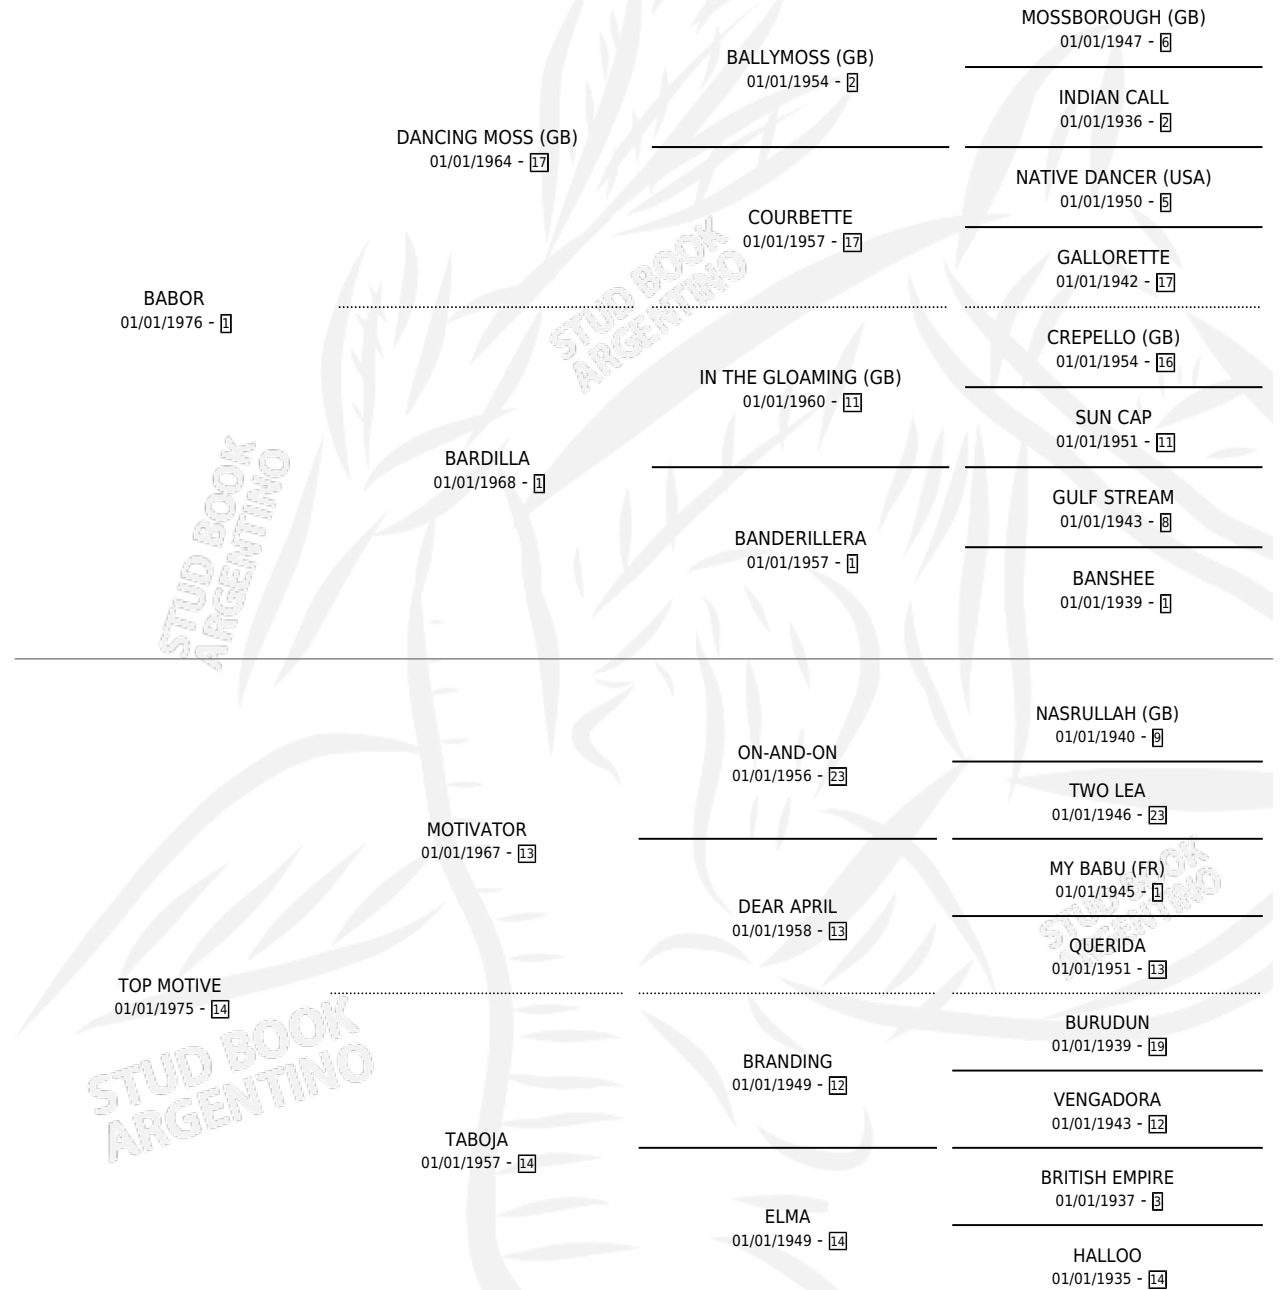 MOSSBOROUGH (GB)
01/01/1947 - 6
BALLYMOSS (GB)
01/01/1954 - 2
INDIAN CALL
01/01/1936 - 2
DANCING MOSS (GB)
01/01/1964 - 17
NATIVE DANCER (USA)
01/01/1950 - 5
COURBETTE
01/01/1957 - 17
GALLORETTE
01/01/1942 - 17
BABOR
01/01/1976 - 1
CREPELLO (GB)
01/01/1954 - 16
IN THE GLOAMING (GB)
01/01/1960 - 11
SUN CAP
01/01/1951 - 11
BARDILLA
01/01/1968 - 1
GULF STREAM
01/01/1943 - 8
BANDERILLERA
01/01/1957 - 1
BANSHEE
01/01/1939 - 1
STUD BOOK
ARGENTINO
STUD BOOK
ARGENTINO
NASRULLAH (GB)
01/01/1940 - 9
ON-AND-ON
01/01/1956 - 23
TWO LEA
01/01/1946 - 23
MOTIVATOR
01/01/1967 - 13
MY BABU (FR)
01/01/1945 - 1
DEAR APRIL
01/01/1958 - 13
QUERIDA
01/01/1951 - 13
TOP MOTIVE
01/01/1975 - 14
BURUDUN
01/01/1939 - 19
BRANDING
01/01/1949 - 12
VENGADORA
01/01/1943 - 12
TABOJA
01/01/1957 - 14
BRITISH EMPIRE
01/01/1937 - 3
ELMA
01/01/1949 - 14
HALLOO
01/01/1935 - 14
STUD BOOK
ARGENTINO
STUD BOOK
ARGENTINO